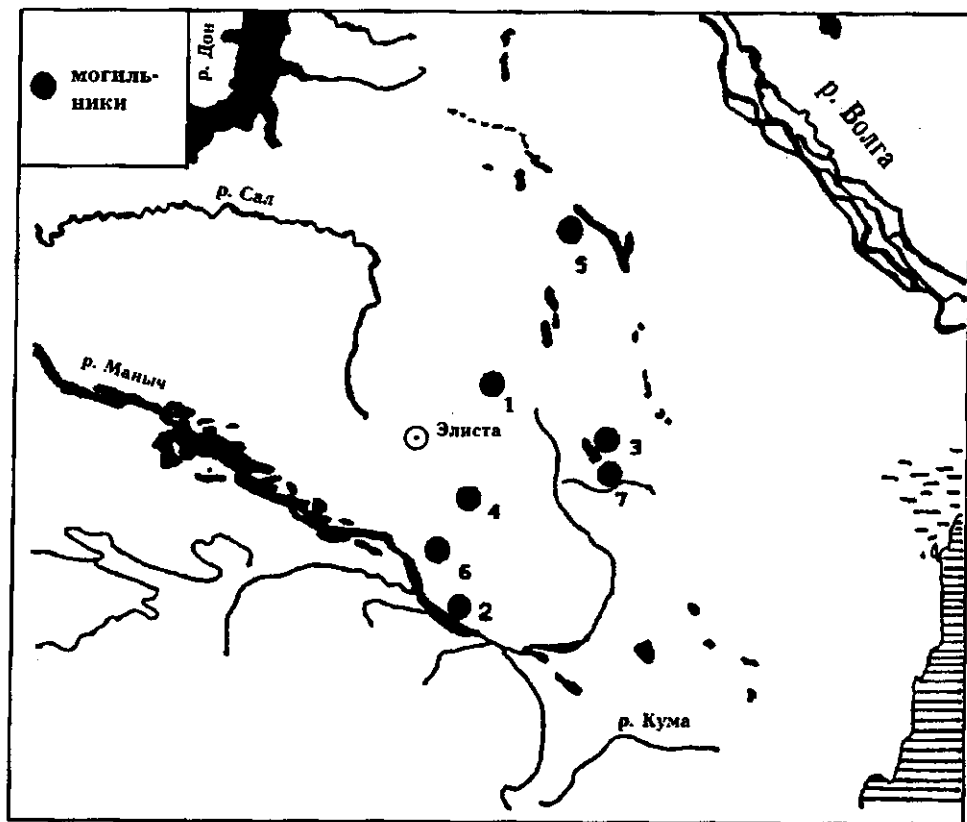 могиль-
ники
р. Дон
р. Волга
р. Сал
5
р. Маныч
1
Элиста
3
7
4
6
2
р. Кума